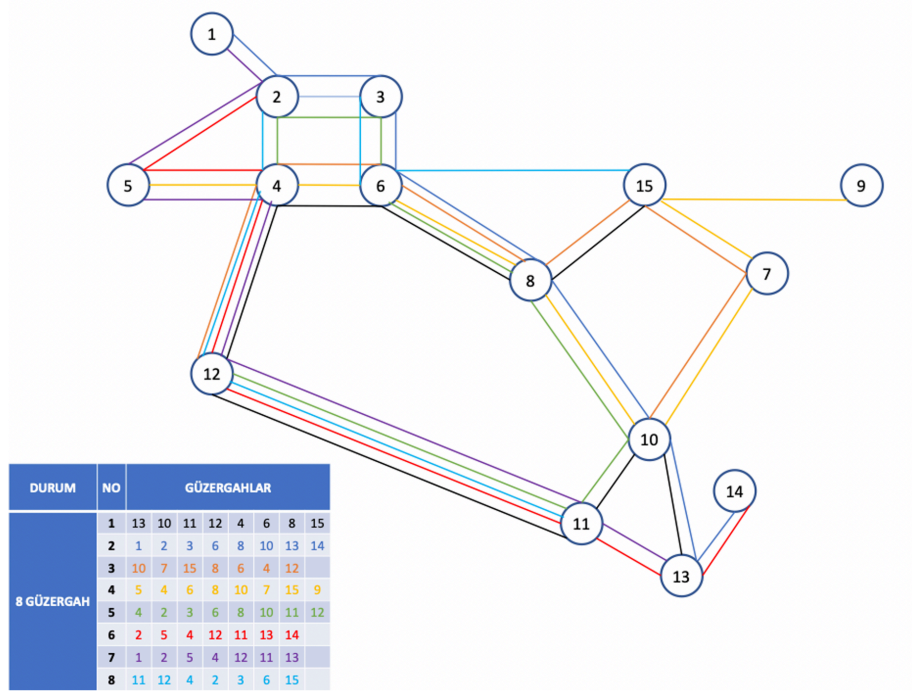 1
2 3
5 4 6 15 9
8 7
12
10
14
11
13
DURUM NO GÜZERGAHLAR
8 GÜZERGAH
1 13 10 11 12 4 6 8 15
2 1 2 3 6 8 10 13 14
3 10 7 15 8 6 4 12
4 5 4 6 8 10 7 15 9
5 4 2 3 6 8 10 11 12
6 2 5 4 12 11 13 14
7 1 2 5 4 12 11 13
8 11 12 4 2 3 6 15